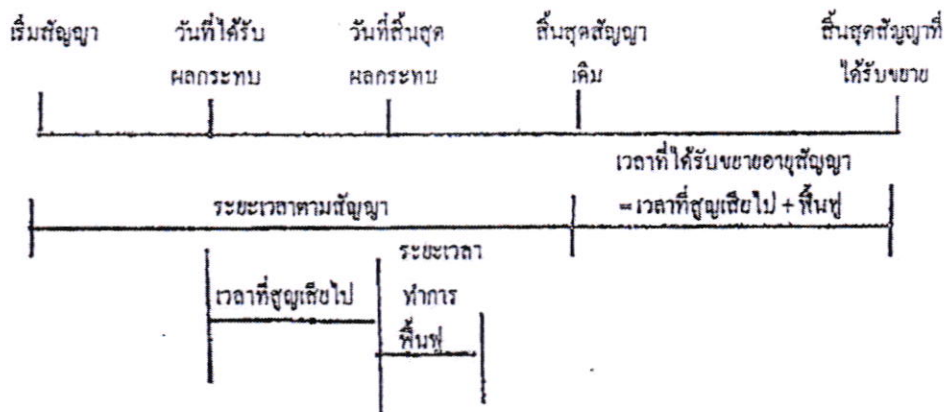 เริ่มสัญญา วันที่ได้รับ วันที่สิ้นสุด สิ้นสุดสัญญา สิ้นสุดสัญญาที่
ผลกระทบ ผลกระทบ เดิม ได้รับขยาย
เวลาที่ได้รับขยายอายุสัญญา
ระยะเวลาตามสัญญา = เวลาที่สูญเสียไป + ฟื้นฟู
ระยะเวลา
เวลาที่สูญเสียไป ทำการ
ฟื้นฟู